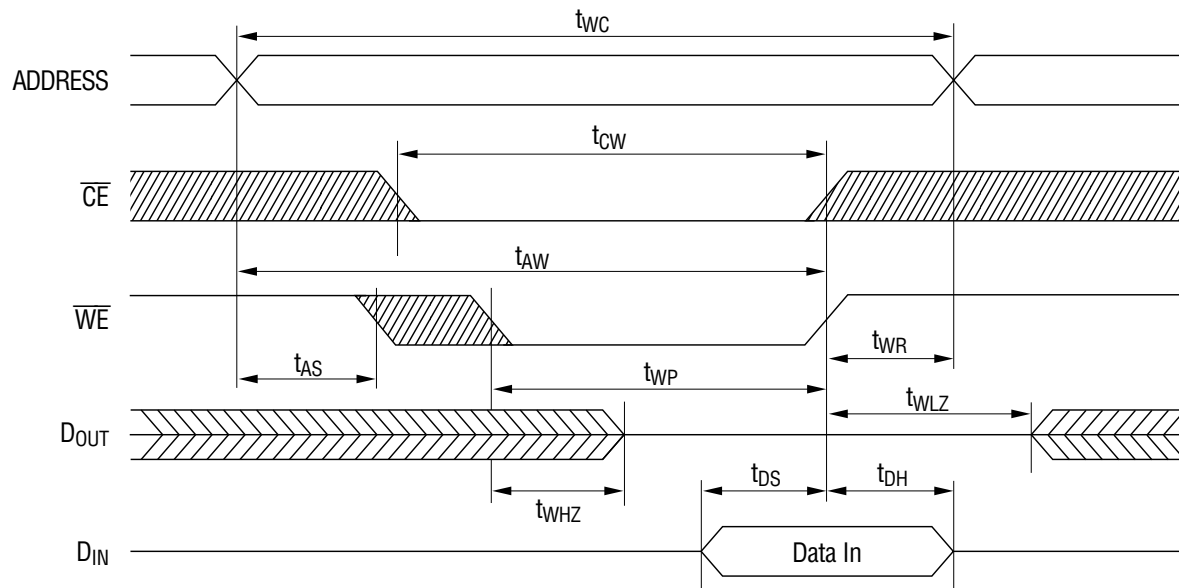 tWC
ADDRESS
tCW
CE
tAW
WE
tWR
tAS
tWP
tWLZ
DOUT
tDS
tDH
tWHZ
DIN
Data In